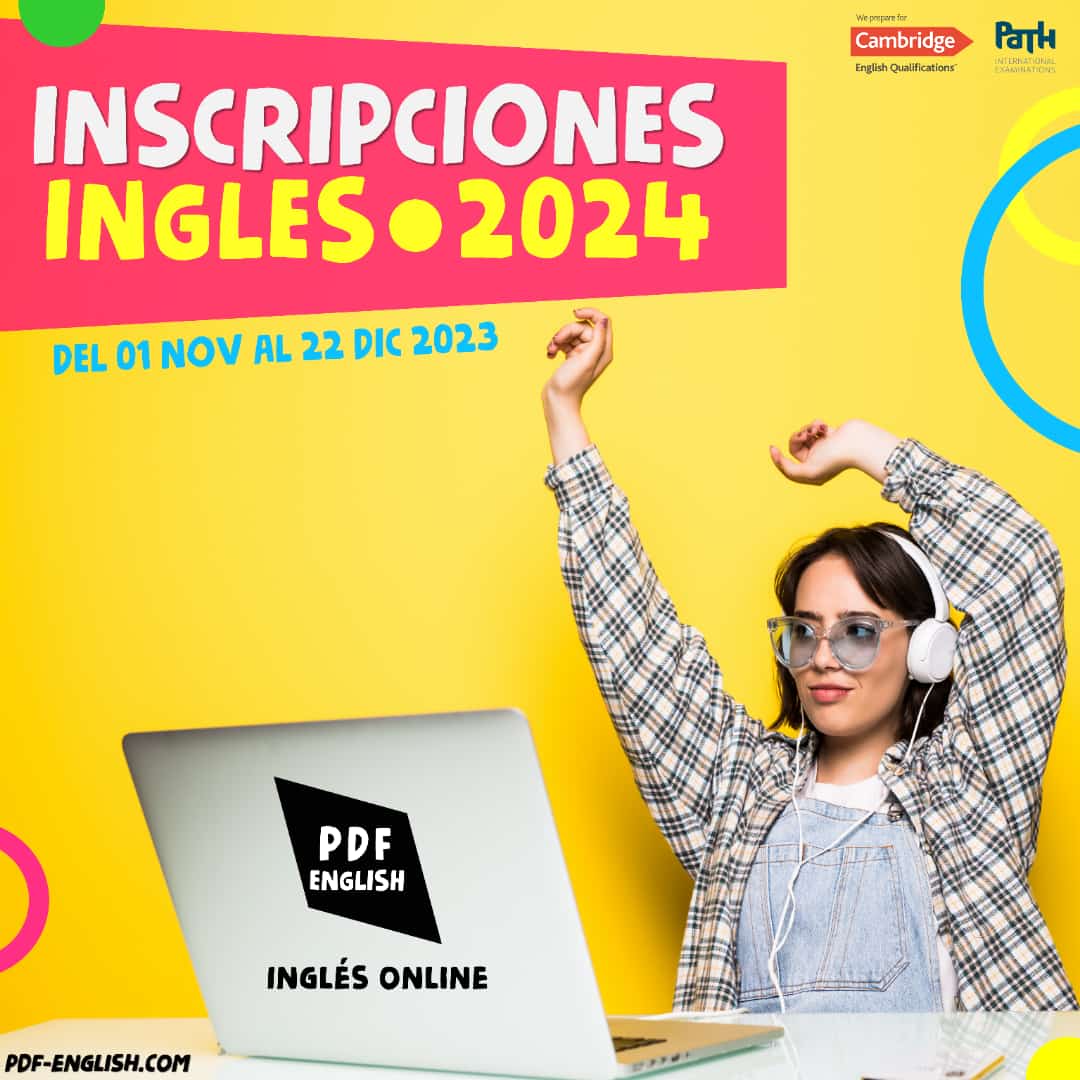 We prepare for
Cambridge
English Qualifications™
PaTH
INTERNATIONAL
EXAMINATIONS
INSCRIPCIONES
INGLES•2024
DEL 01 NOV AL 22 DIC 2023
PDF
ENGLISH
INGLÉS ONLINE
PDF-ENGLISH.COM